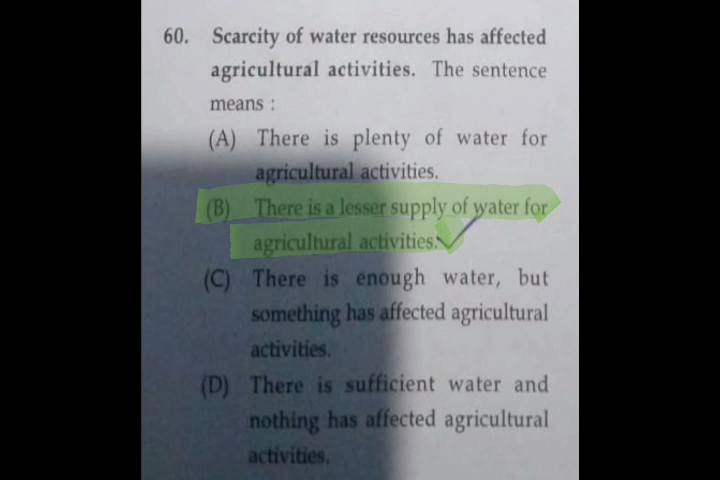 60. Scarcity of water resources has affected
agricultural activities. The sentence
means :
(A) There is plenty of water for
agricultural activities.
(B) There is a lesser supply of water for
agricultural activities.
(C) There is enough water, but
something has affected agricultural
activities.
(D) There is sufficient water and
nothing has affected agricultural
activities.